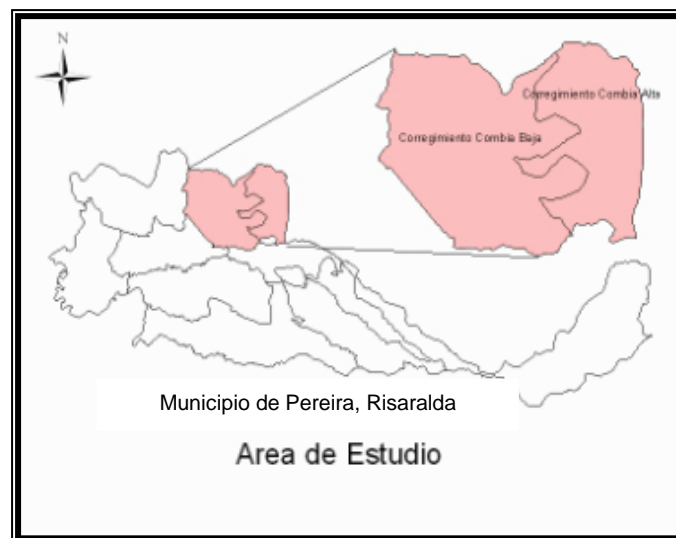 N
Corregimiento Combia Alta
Corregimiento Combia Baja
Municipio de Pereira, Risaralda
Area de Estudio